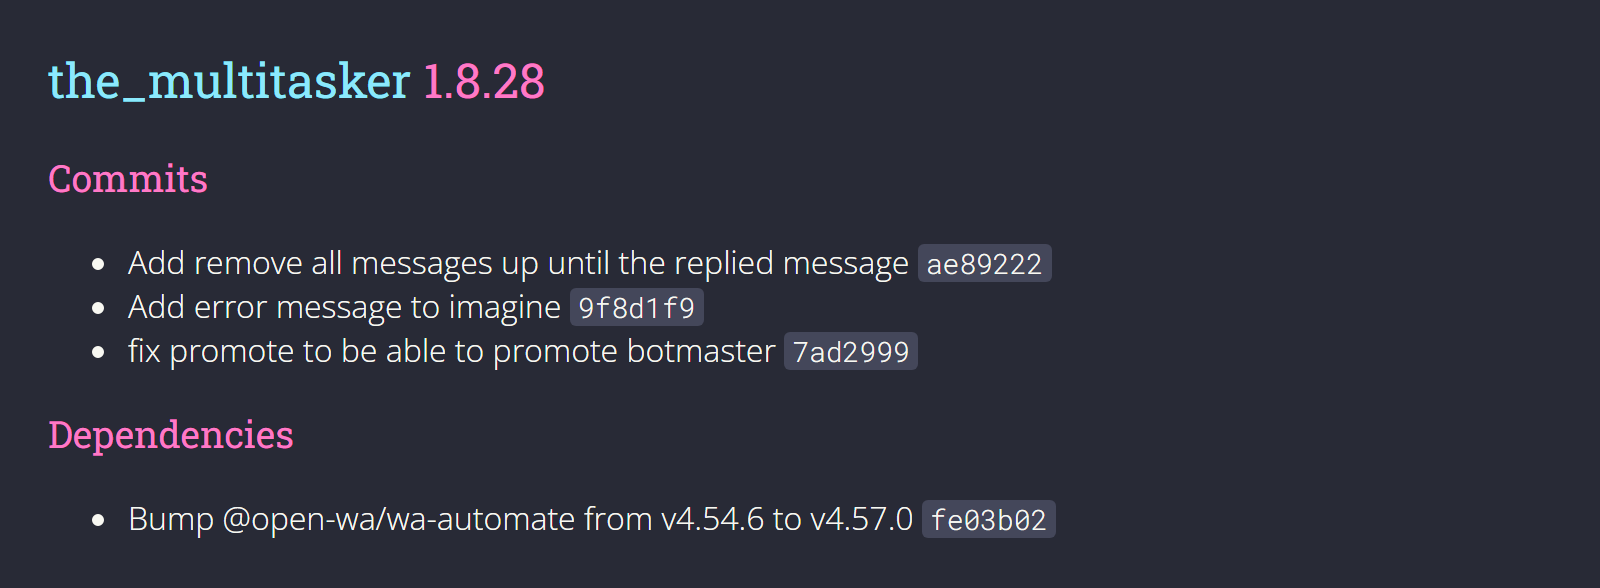 the_multitasker 1.8.28
Commits
Add remove all messages up until the replied message ae89222
Add error message to imagine 9f8d1f9
fix promote to be able to promote botmaster 7ad2999
Dependencies
Bump @open-wa/wa-automate from v4.54.6 to v4.57.0 fe03b02